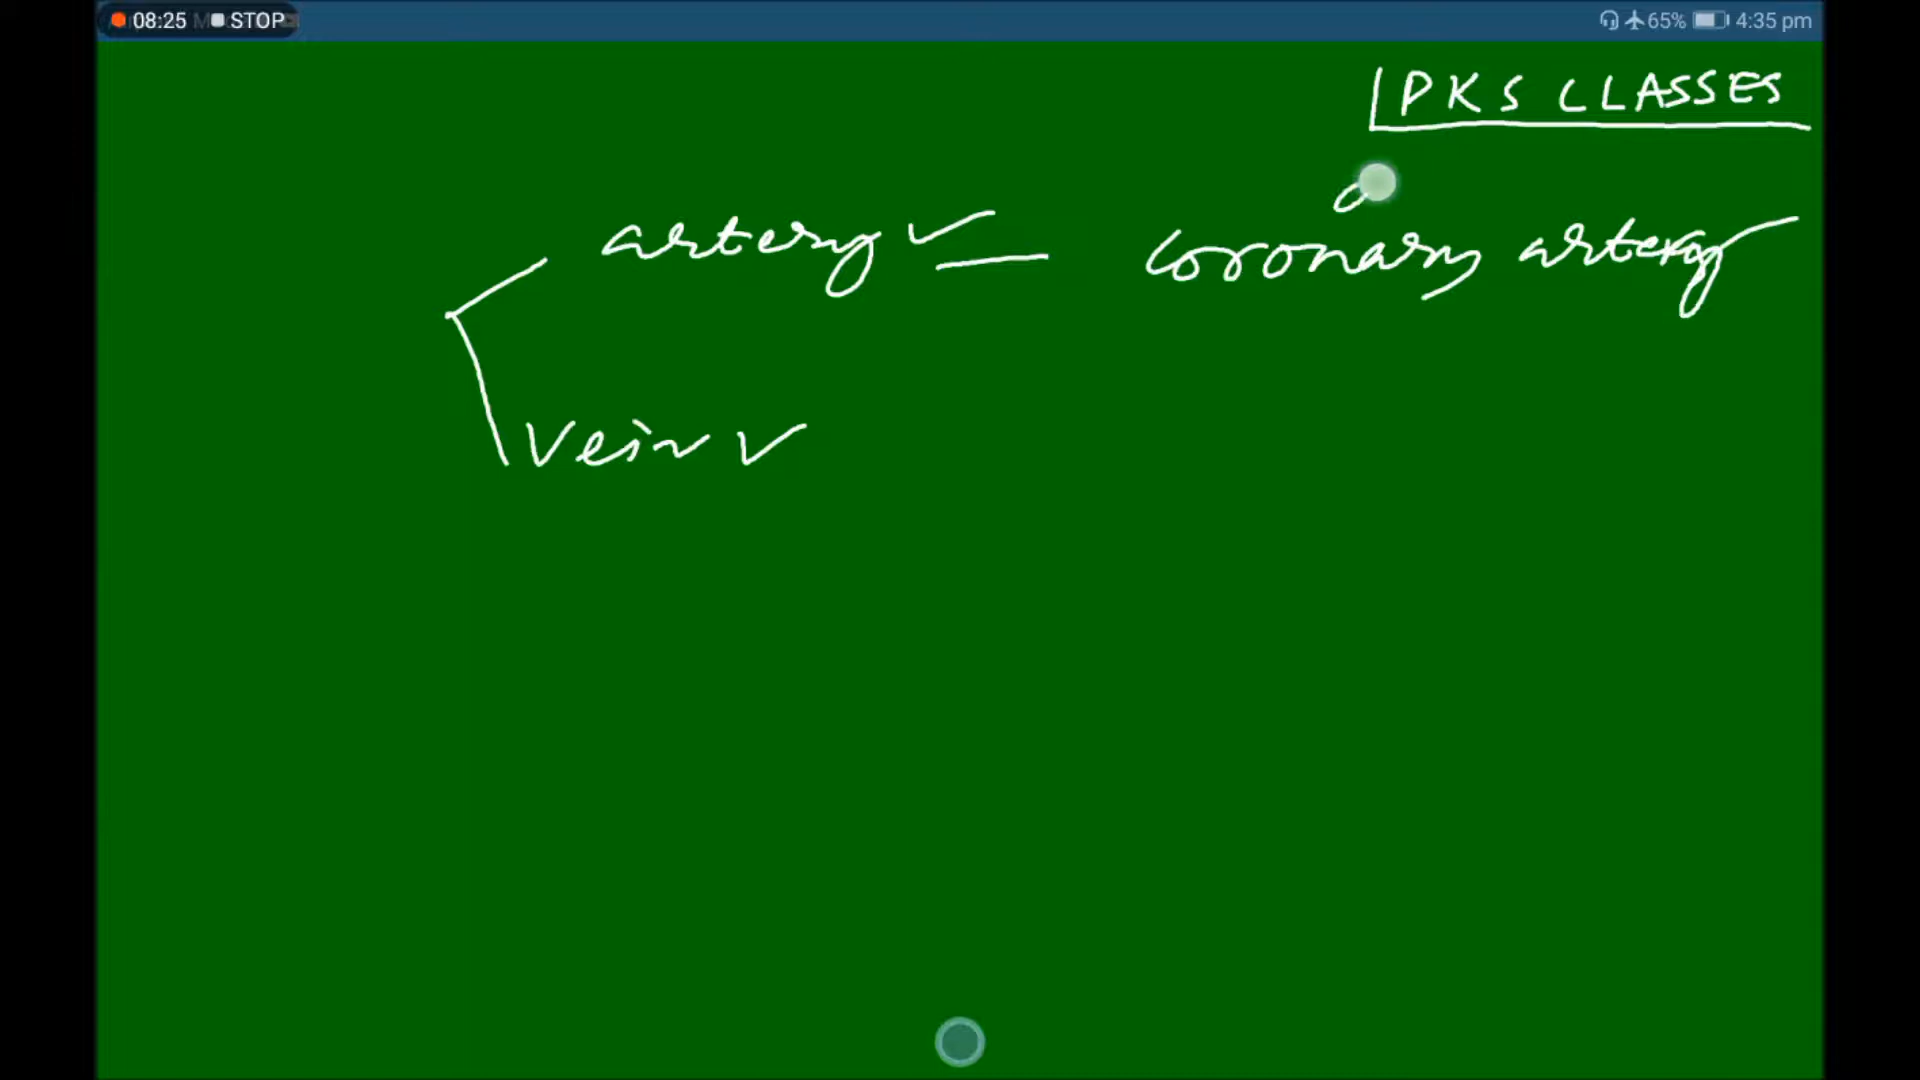 08:25 STOP 65% 4:35 pm
PKS CLASSES
artery ✓ — coronary artery
vein ✓